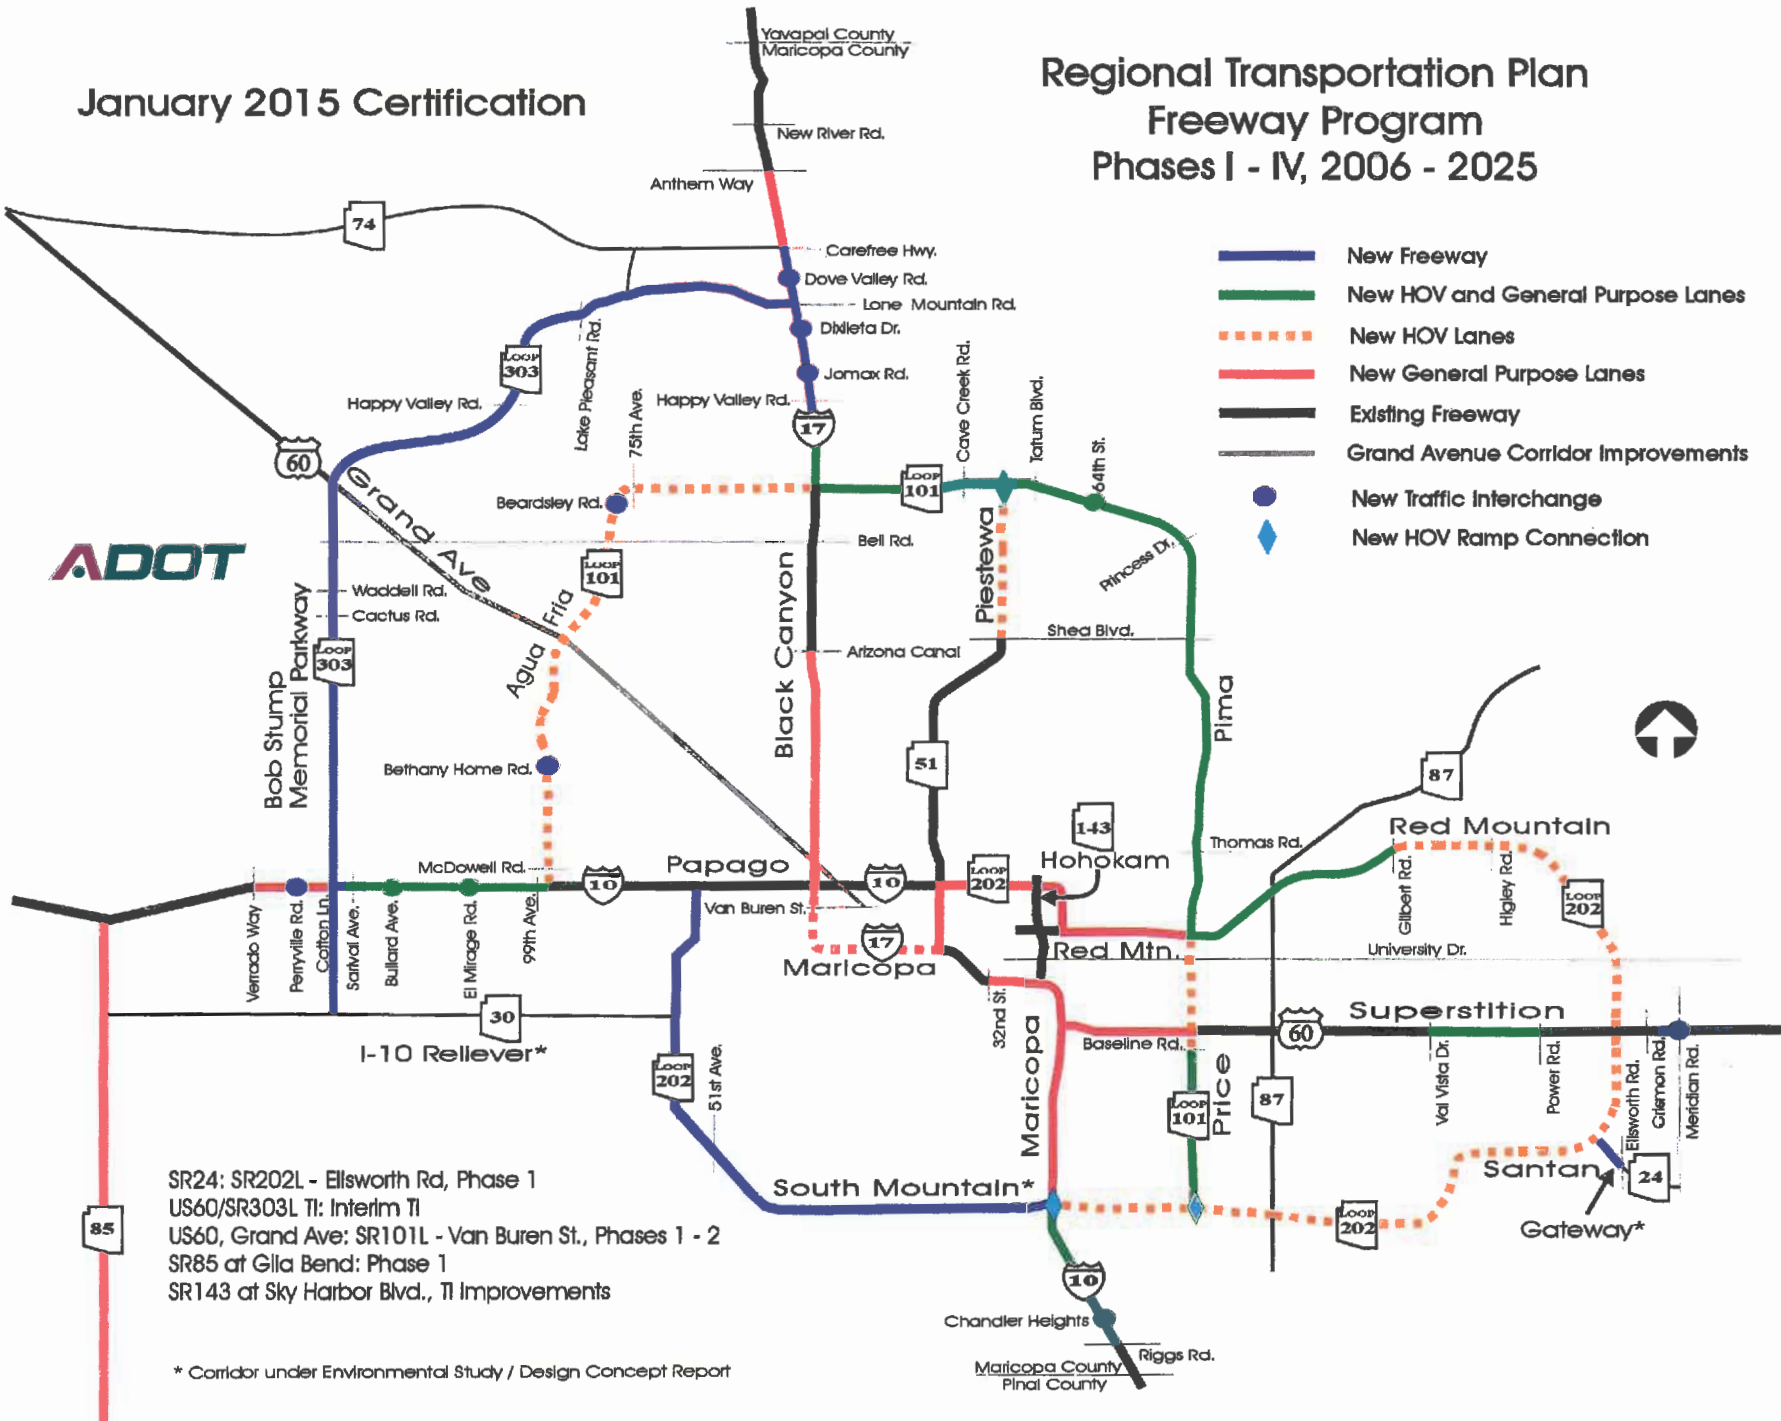 January 2015 Certification
Regional Transportation Plan
Freeway Program
Phases I - IV, 2006 - 2025
Yavapai County
Maricopa County
New River Rd.
Anthem Way
74
Carefree Hwy.
Dove Valley Rd.
Lone Mountain Rd.
Dixileta Dr.
Jomax Rd.
Happy Valley Rd.
17
New Freeway
New HOV and General Purpose Lanes
New HOV Lanes
New General Purpose Lanes
Existing Freeway
Grand Avenue Corridor Improvements
New Traffic Interchange
New HOV Ramp Connection
LOOP
303
Lake Pleasant Rd.
Happy Valley Rd.
75th Ave.
Cave Creek Rd.
Tatum Blvd.
64th St.
60
Grand Ave
Beardsley Rd.
LOOP
101
Bell Rd.
Princess Dr.
ADOT
LOOP
101
Waddell Rd.
Cactus Rd.
Agua Fria
Black Canyon
Piestewa
Shea Blvd.
Arizona Canal
Bob Stump
Memorial Parkway
LOOP
303
Pima
51
87
Bethany Home Rd.
143
Hohokam
Thomas Rd.
Red Mountain
McDowell Rd.
10
Papago
10
LOOP
202
Van Buren St.
17
Maricopa
Red Mtn.
Gilbert Rd.
Higley Rd.
LOOP
202
University Dr.
Verrado Way
Perryville Rd.
Cotton Ln.
Sarival Ave.
Bullard Ave.
El Mirage Rd.
99th Ave.
30
I-10 Reliever*
32nd St.
Maricopa
Baseline Rd.
60
Superstition
LOOP
202
51st Ave.
LOOP
101
Price
87
Val Vista Dr.
Power Rd.
Ellsworth Rd.
Crismon Rd.
Meridian Rd.
Santan
24
Gateway*
South Mountain*
LOOP
202
85
SR24: SR202L - Ellsworth Rd, Phase 1
US60/SR303L TI: Interim TI
US60, Grand Ave: SR101L - Van Buren St., Phases 1 - 2
SR85 at Gila Bend: Phase 1
SR143 at Sky Harbor Blvd., TI Improvements
10
Chandler Heights
Riggs Rd.
Maricopa County
Pinal County
* Corridor under Environmental Study / Design Concept Report